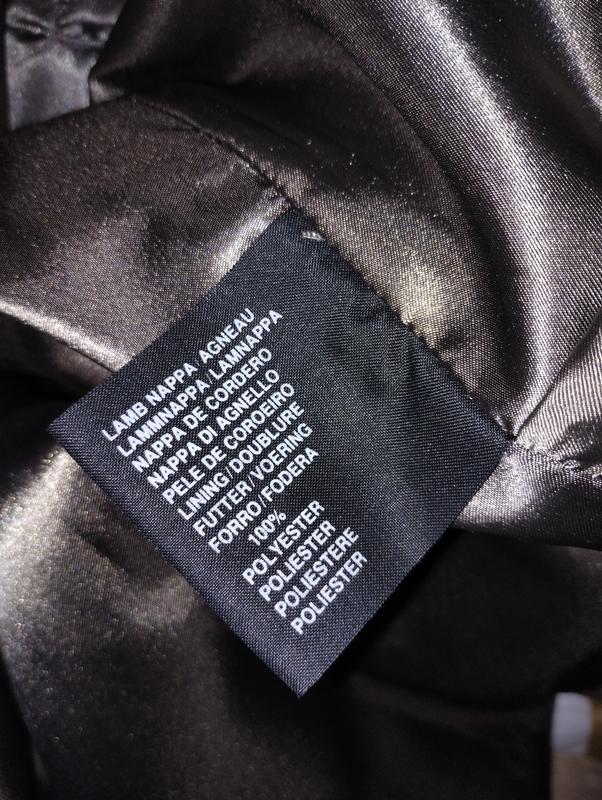 LAMB NAPPA AGNEAU
LAMMNAPPA LAMNAPPA
NAPPA DE CORDERO
NAPPA DI AGNELLO
PELE DE COROEIRO
LINING/DOUBLURE
FUTTER/VOERING
FORRO/FODERA
100%
POLYESTER
POLIESTER
POLIESTERE
POLIESTER